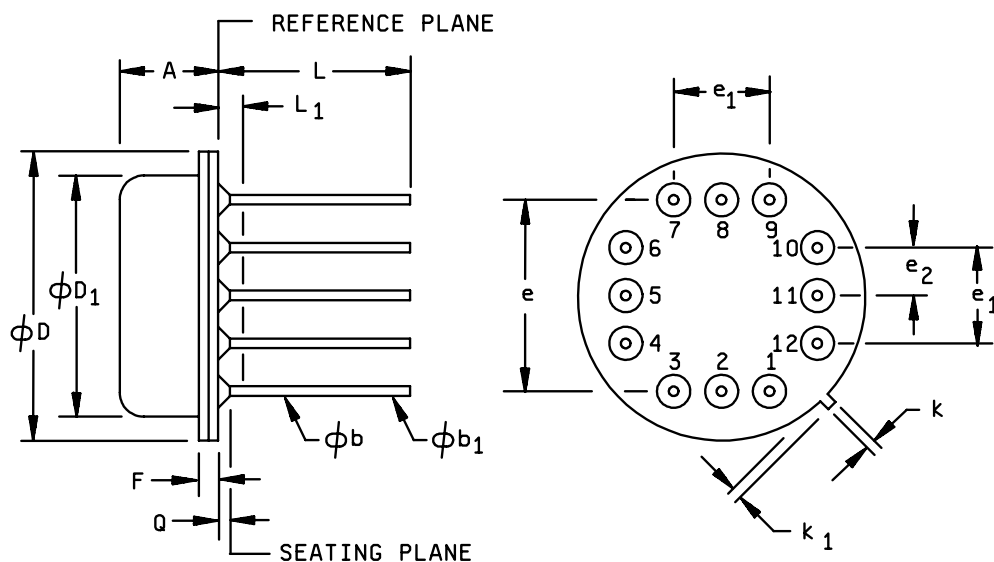 REFERENCE PLANE
A
L
L1
e1
ϕD1
ϕD
ϕb
ϕb1
F
Q
SEATING PLANE
7 8 9
6 10
5 11
4 12
3 2 1
e
e2
e1
k
k1